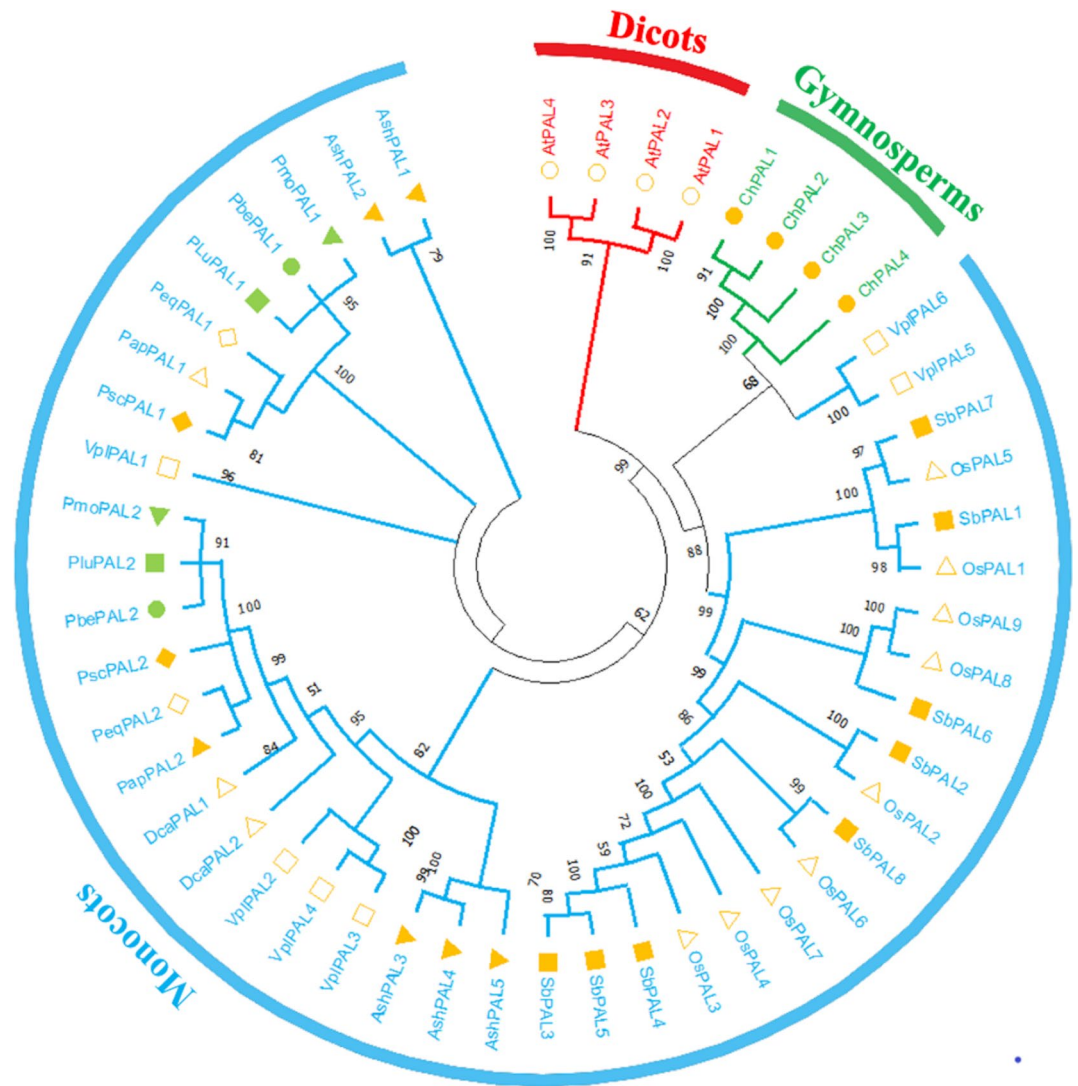 Dicots
Gymnosperms
Monocots
AtPAL4
AtPAL3
AtPAL2
AtPAL1
ChPAL1
ChPAL2
ChPAL3
ChPAL4
VplPAL6
VplPAL5
SbPAL7
OsPAL5
SbPAL1
OsPAL1
OsPAL9
OsPAL8
SbPAL6
SbPAL2
OsPAL2
SbPAL8
OsPAL6
OsPAL7
OsPAL4
OsPAL3
SbPAL4
SbPAL5
SbPAL3
AshPAL5
AshPAL4
AshPAL3
VplPAL3
VplPAL4
VplPAL2
DcaPAL2
DcaPAL1
PapPAL2
PeqPAL2
PscPAL2
PbePAL2
PluPAL2
PmoPAL2
VplPAL1
PscPAL1
PapPAL1
PeqPAL1
PLuPAL1
PbePAL1
PmoPAL1
AshPAL2
AshPAL1
100
91
100
91
100
100
68
100
97
100
98
99
100
100
99
100
86
99
53
100
72
59
100
70
80
99
100
100
82
95
51
99
84
100
91
96
81
100
95
79
99
88
62